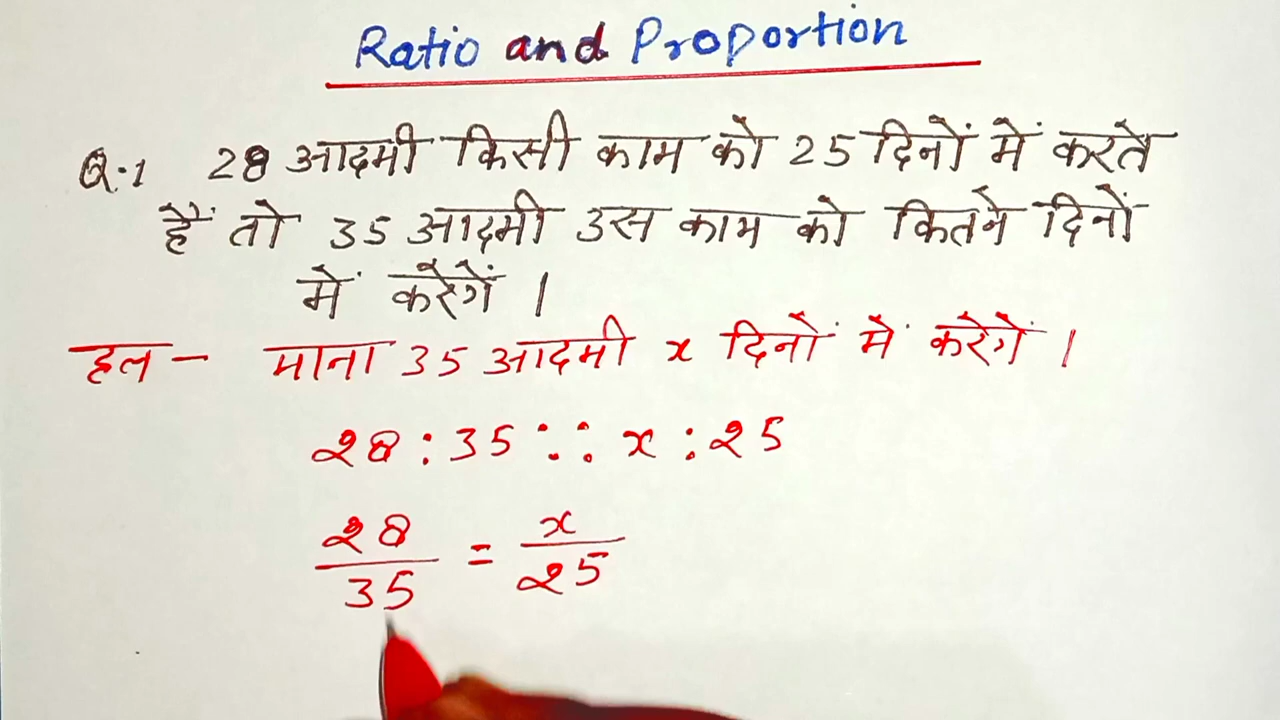 Ratio and Proportion
Q.1 28 आदमी किसी काम को 25 दिनों में करते
हैं तो 35 आदमी उस काम को कितने दिनों
में करेगें ।
हल - माना 35 आदमी x दिनों में करेगें ।
28 : 35 :: x : 25
28/35 = x/25